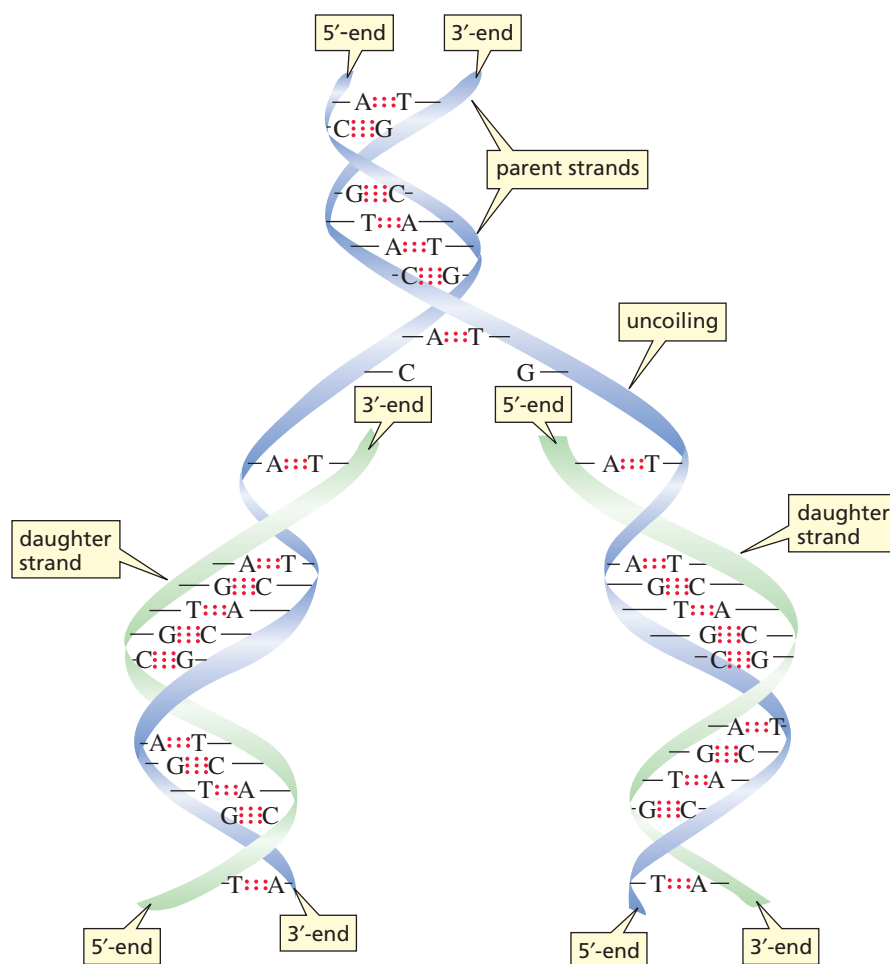 5′-end
3′-end
A T
C G
parent strands
G C
T A
A T
C G
uncoiling
A T
C G
3′-end
5′-end
A T
A T
daughter
strand
daughter
strand
A T
A T
G C
G C
T A
T A
G C
G C
C G
C G
A T
A T
G C
G C
T A
T A
G C
G C
T A
T A
5′-end
3′-end
5′-end
3′-end